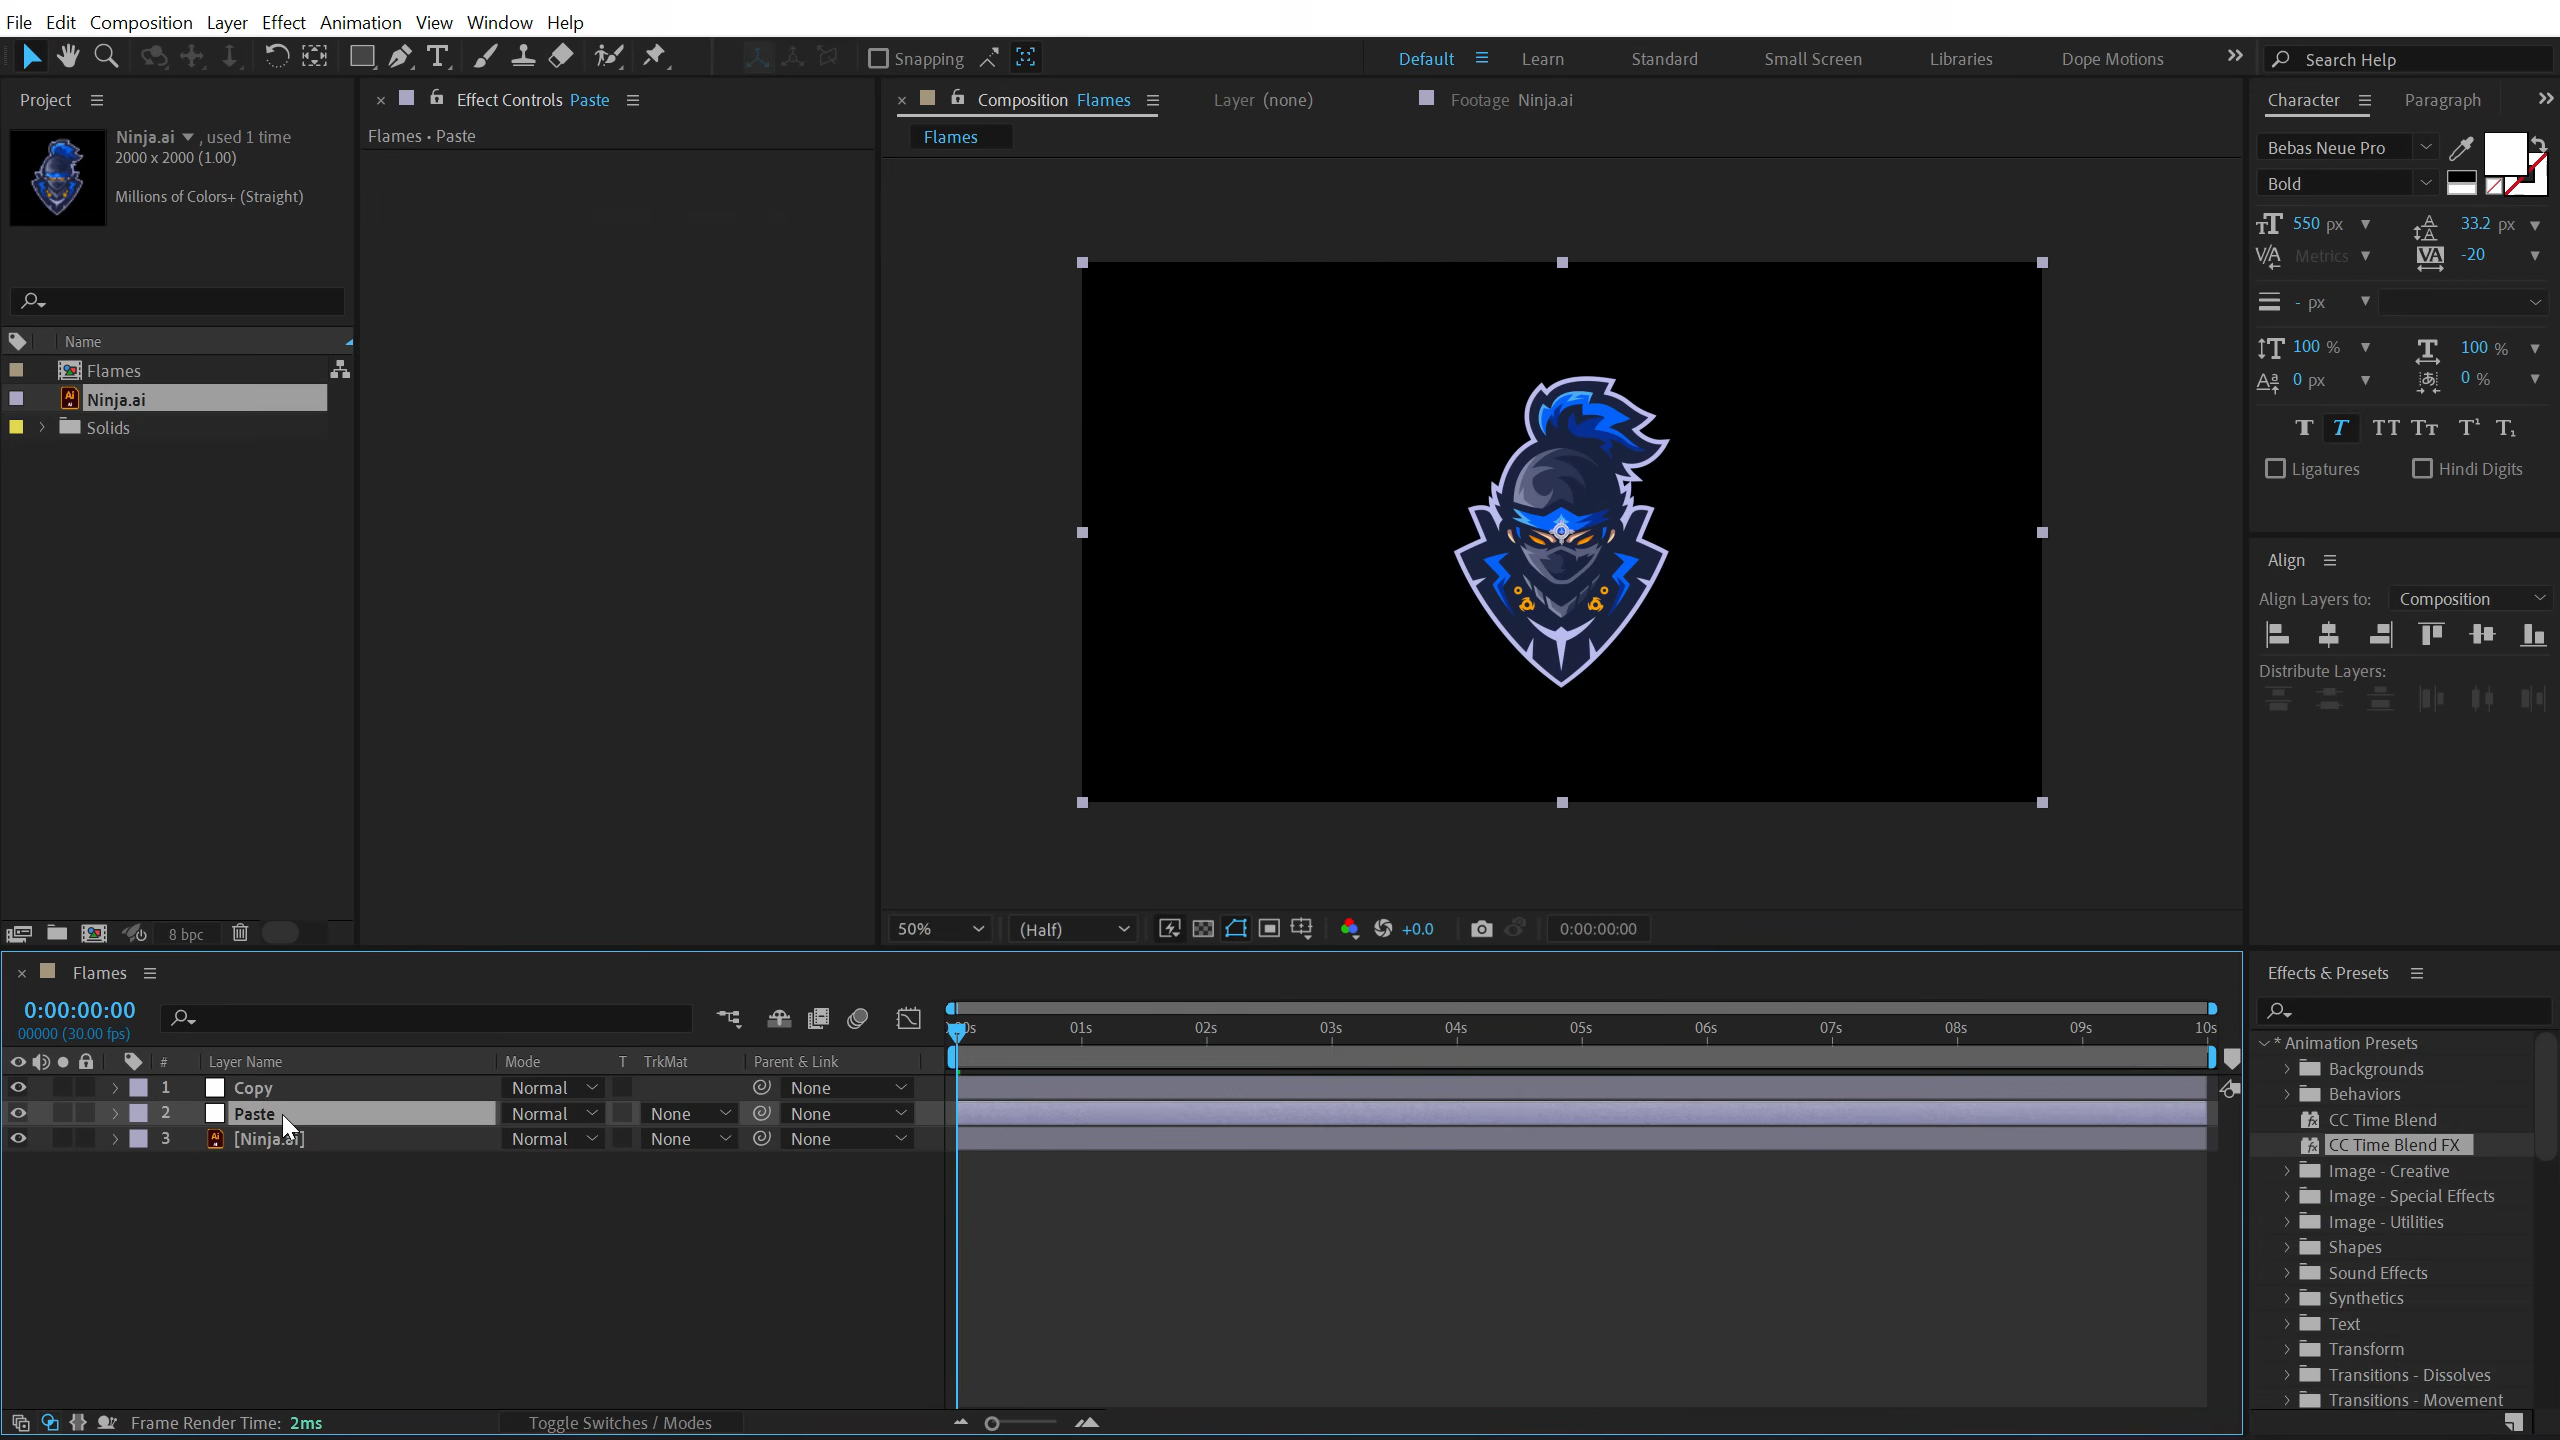 File Edit Composition Layer Effect Animation View Window Help
Snapping
Default Learn Standard Small Screen Libraries Dope Motions Search Help
Project
Ninja.ai , used 1 time
2000 x 2000 (1.00)
Millions of Colors+ (Straight)
Name
Flames
Ninja.ai
Solids
8 bpc
Effect Controls Paste
Flames • Paste
Composition Flames Layer (none) Footage Ninja.ai
Flames
50% (Half) +0.0 0:00:00:00
Character Paragraph
Bebas Neue Pro
Bold
550 px 33.2 px
Metrics -20
- px
100 % 100 %
0 px 0 %
Ligatures Hindi Digits
Align
Align Layers to: Composition
Distribute Layers:
Flames
0:00:00:00
00000 (30.00 fps)
01s 02s 03s 04s 05s 06s 07s 08s 09s 10s
# Layer Name Mode T TrkMat Parent & Link
1 Copy Normal None
2 Paste Normal None None
3 [Ninja.ai] Normal None None
Frame Render Time: 2ms Toggle Switches / Modes
Effects & Presets
* Animation Presets
Backgrounds
Behaviors
CC Time Blend
CC Time Blend FX
Image - Creative
Image - Special Effects
Image - Utilities
Shapes
Sound Effects
Synthetics
Text
Transform
Transitions - Dissolves
Transitions - Movement